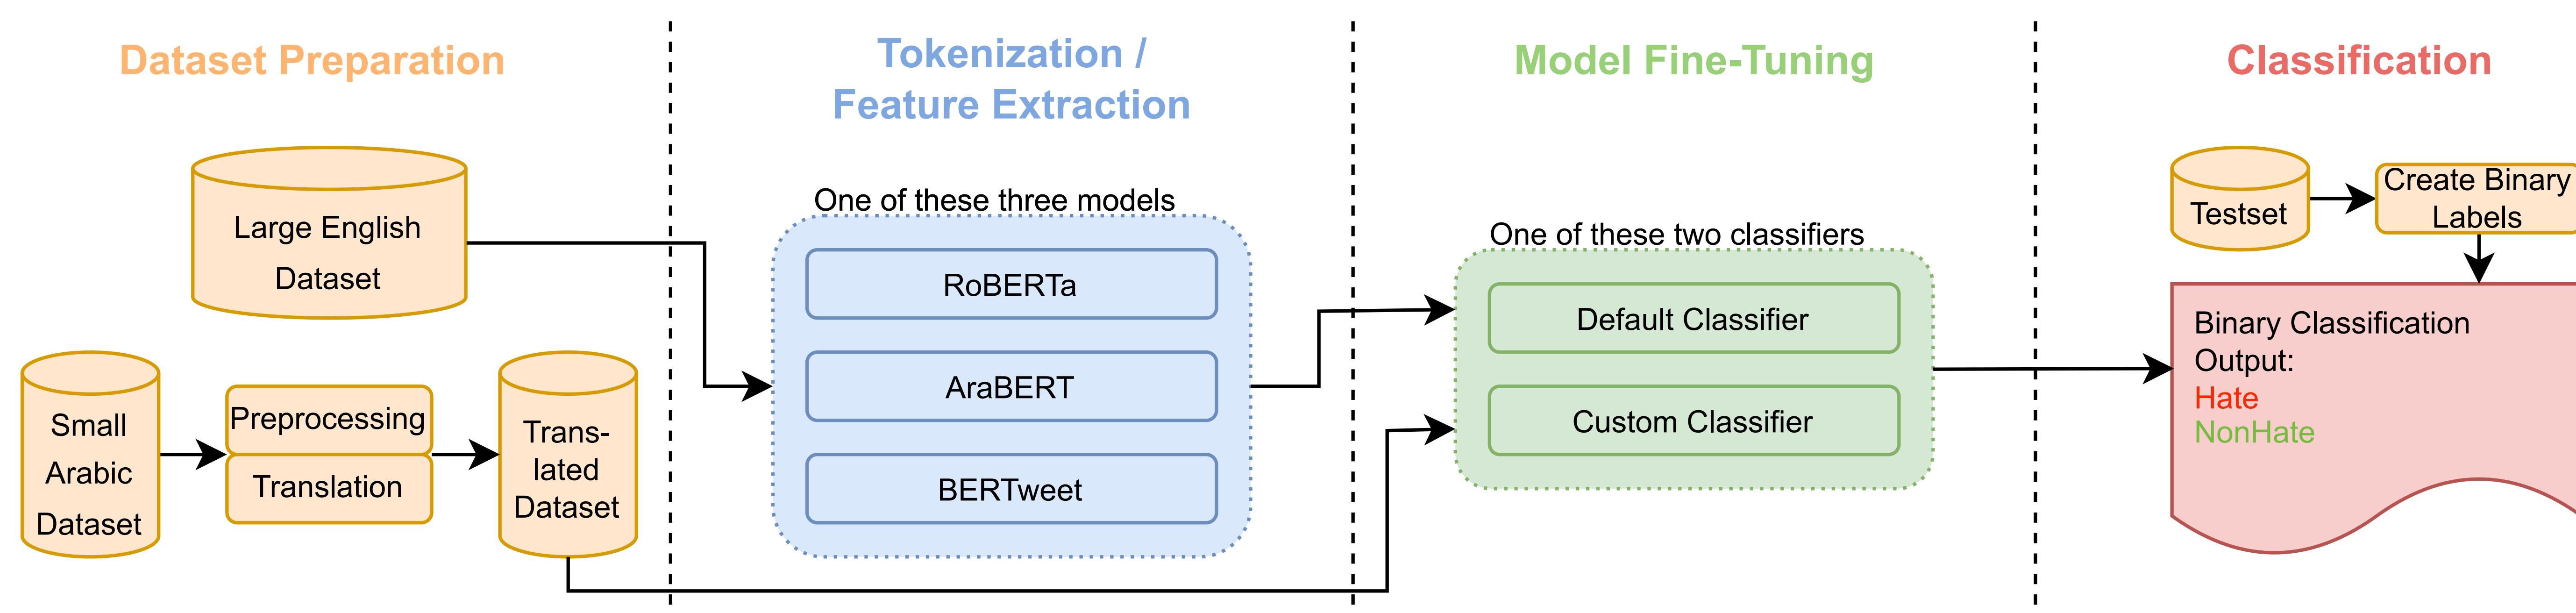 Dataset Preparation
Tokenization /
Feature Extraction
Model Fine-Tuning
Classification
Large English
Dataset
Small
Arabic
Dataset
Preprocessing
Translation
Trans-
lated
Dataset
One of these three models
RoBERTa
AraBERT
BERTweet
One of these two classifiers
Default Classifier
Custom Classifier
Testset
Create Binary
Labels
Binary Classification
Output:
Hate
NonHate